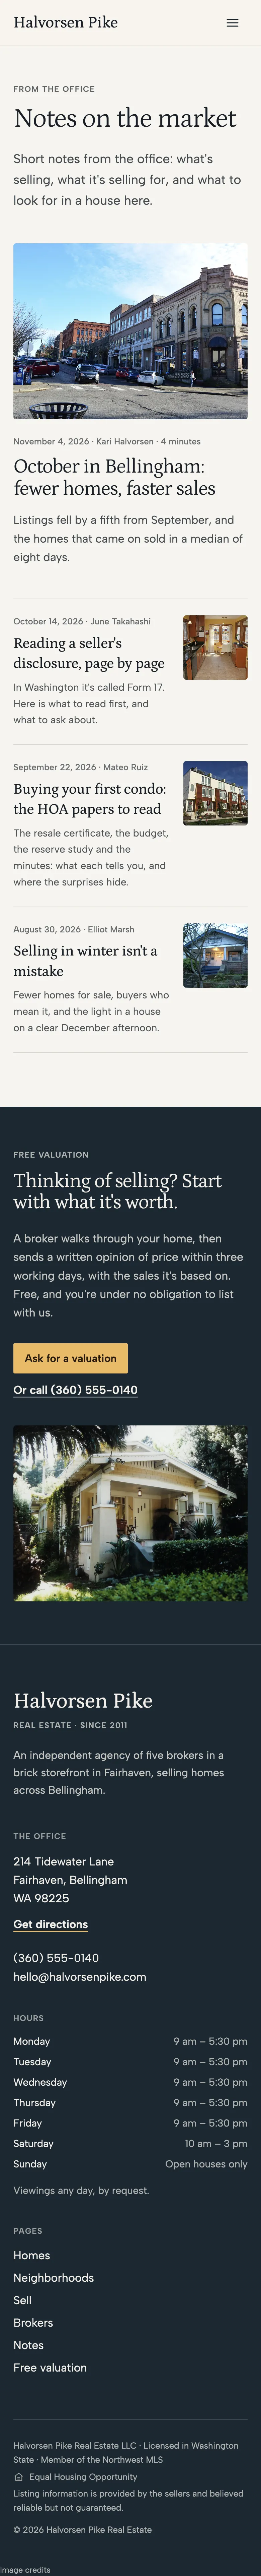 Halvorsen Pike
FROM THE OFFICE
Notes on the market
Short notes from the office: what's
selling, what it's selling for, and what to
look for in a house here.
November 4, 2026 · Kari Halvorsen · 4 minutes
October in Bellingham:
fewer homes, faster sales
Listings fell by a fifth from September, and
the homes that came on sold in a median of
eight days.
October 14, 2026 · June Takahashi
Reading a seller's
disclosure, page by page
In Washington it's called Form 17.
Here is what to read first, and
what to ask about.
September 22, 2026 · Mateo Ruiz
Buying your first condo:
the HOA papers to read
The resale certificate, the budget,
the reserve study and the
minutes: what each tells you, and
where the surprises hide.
August 30, 2026 · Elliot Marsh
Selling in winter isn't a
mistake
Fewer homes for sale, buyers who
mean it, and the light in a house
on a clear December afternoon.
FREE VALUATION
Thinking of selling? Start
with what it's worth.
A broker walks through your home, then
sends a written opinion of price within three
working days, with the sales it's based on.
Free, and you're under no obligation to list
with us.
Ask for a valuation
Or call (360) 555-0140
Halvorsen Pike
REAL ESTATE · SINCE 2011
An independent agency of five brokers in a
brick storefront in Fairhaven, selling homes
across Bellingham.
THE OFFICE
214 Tidewater Lane
Fairhaven, Bellingham
WA 98225
Get directions
(360) 555-0140
hello@halvorsenpike.com
HOURS
Monday 9 am – 5:30 pm
Tuesday 9 am – 5:30 pm
Wednesday 9 am – 5:30 pm
Thursday 9 am – 5:30 pm
Friday 9 am – 5:30 pm
Saturday 10 am – 3 pm
Sunday Open houses only
Viewings any day, by request.
PAGES
Homes
Neighborhoods
Sell
Brokers
Notes
Free valuation
Halvorsen Pike Real Estate LLC · Licensed in Washington
State · Member of the Northwest MLS
Equal Housing Opportunity
Listing information is provided by the sellers and believed
reliable but not guaranteed.
© 2026 Halvorsen Pike Real Estate
Image credits